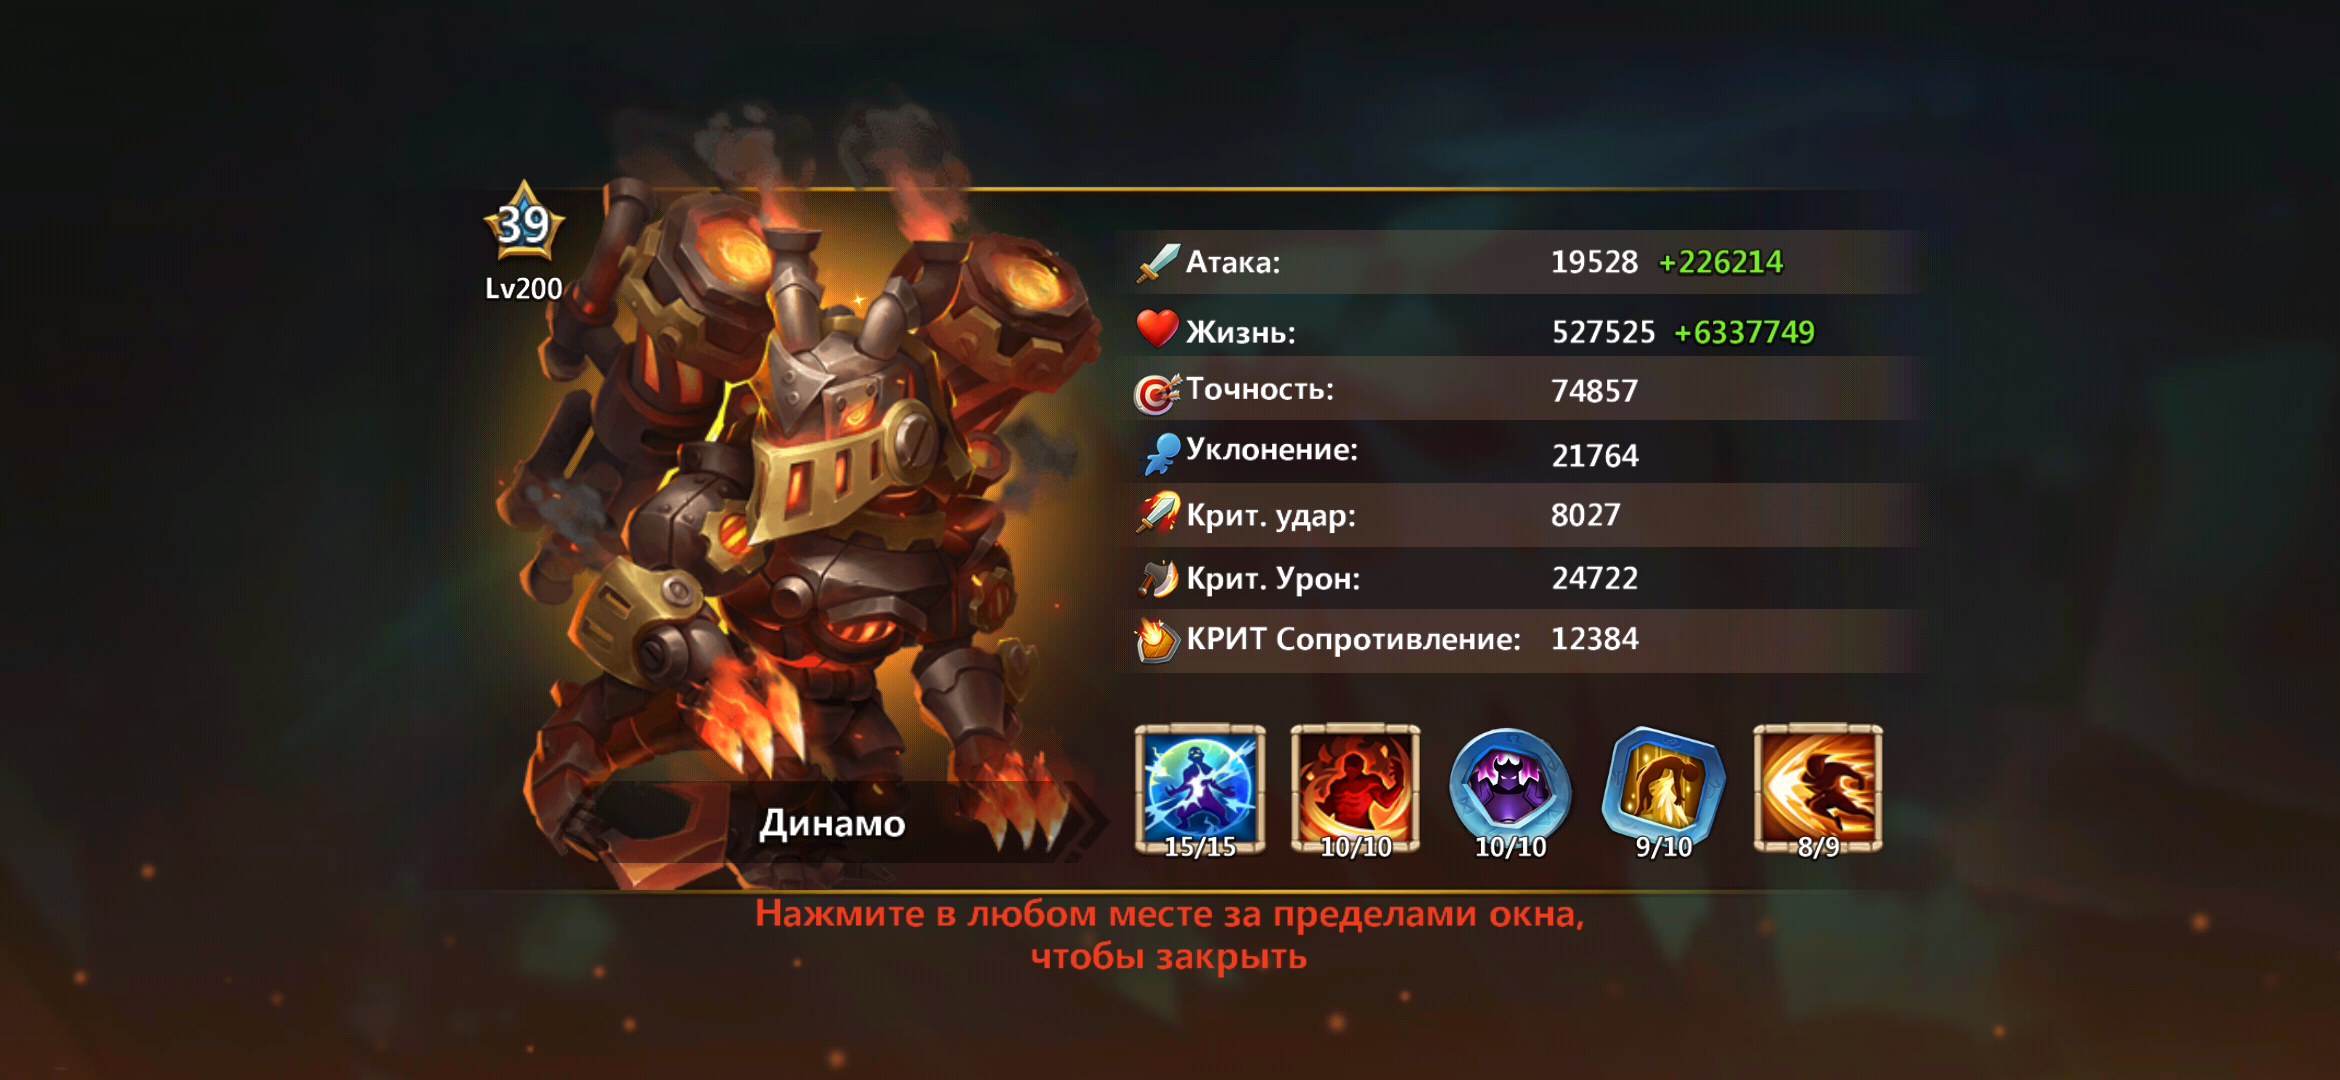 39
Lv200
Атака: 19528 +226214
Жизнь: 527525 +6337749
Точность: 74857
Уклонение: 21764
Крит. удар: 8027
Крит. Урон: 24722
КРИТ Сопротивление: 12384
Динамо
15/15 10/10 10/10 9/10 8/9
Нажмите в любом месте за пределами окна,
чтобы закрыть